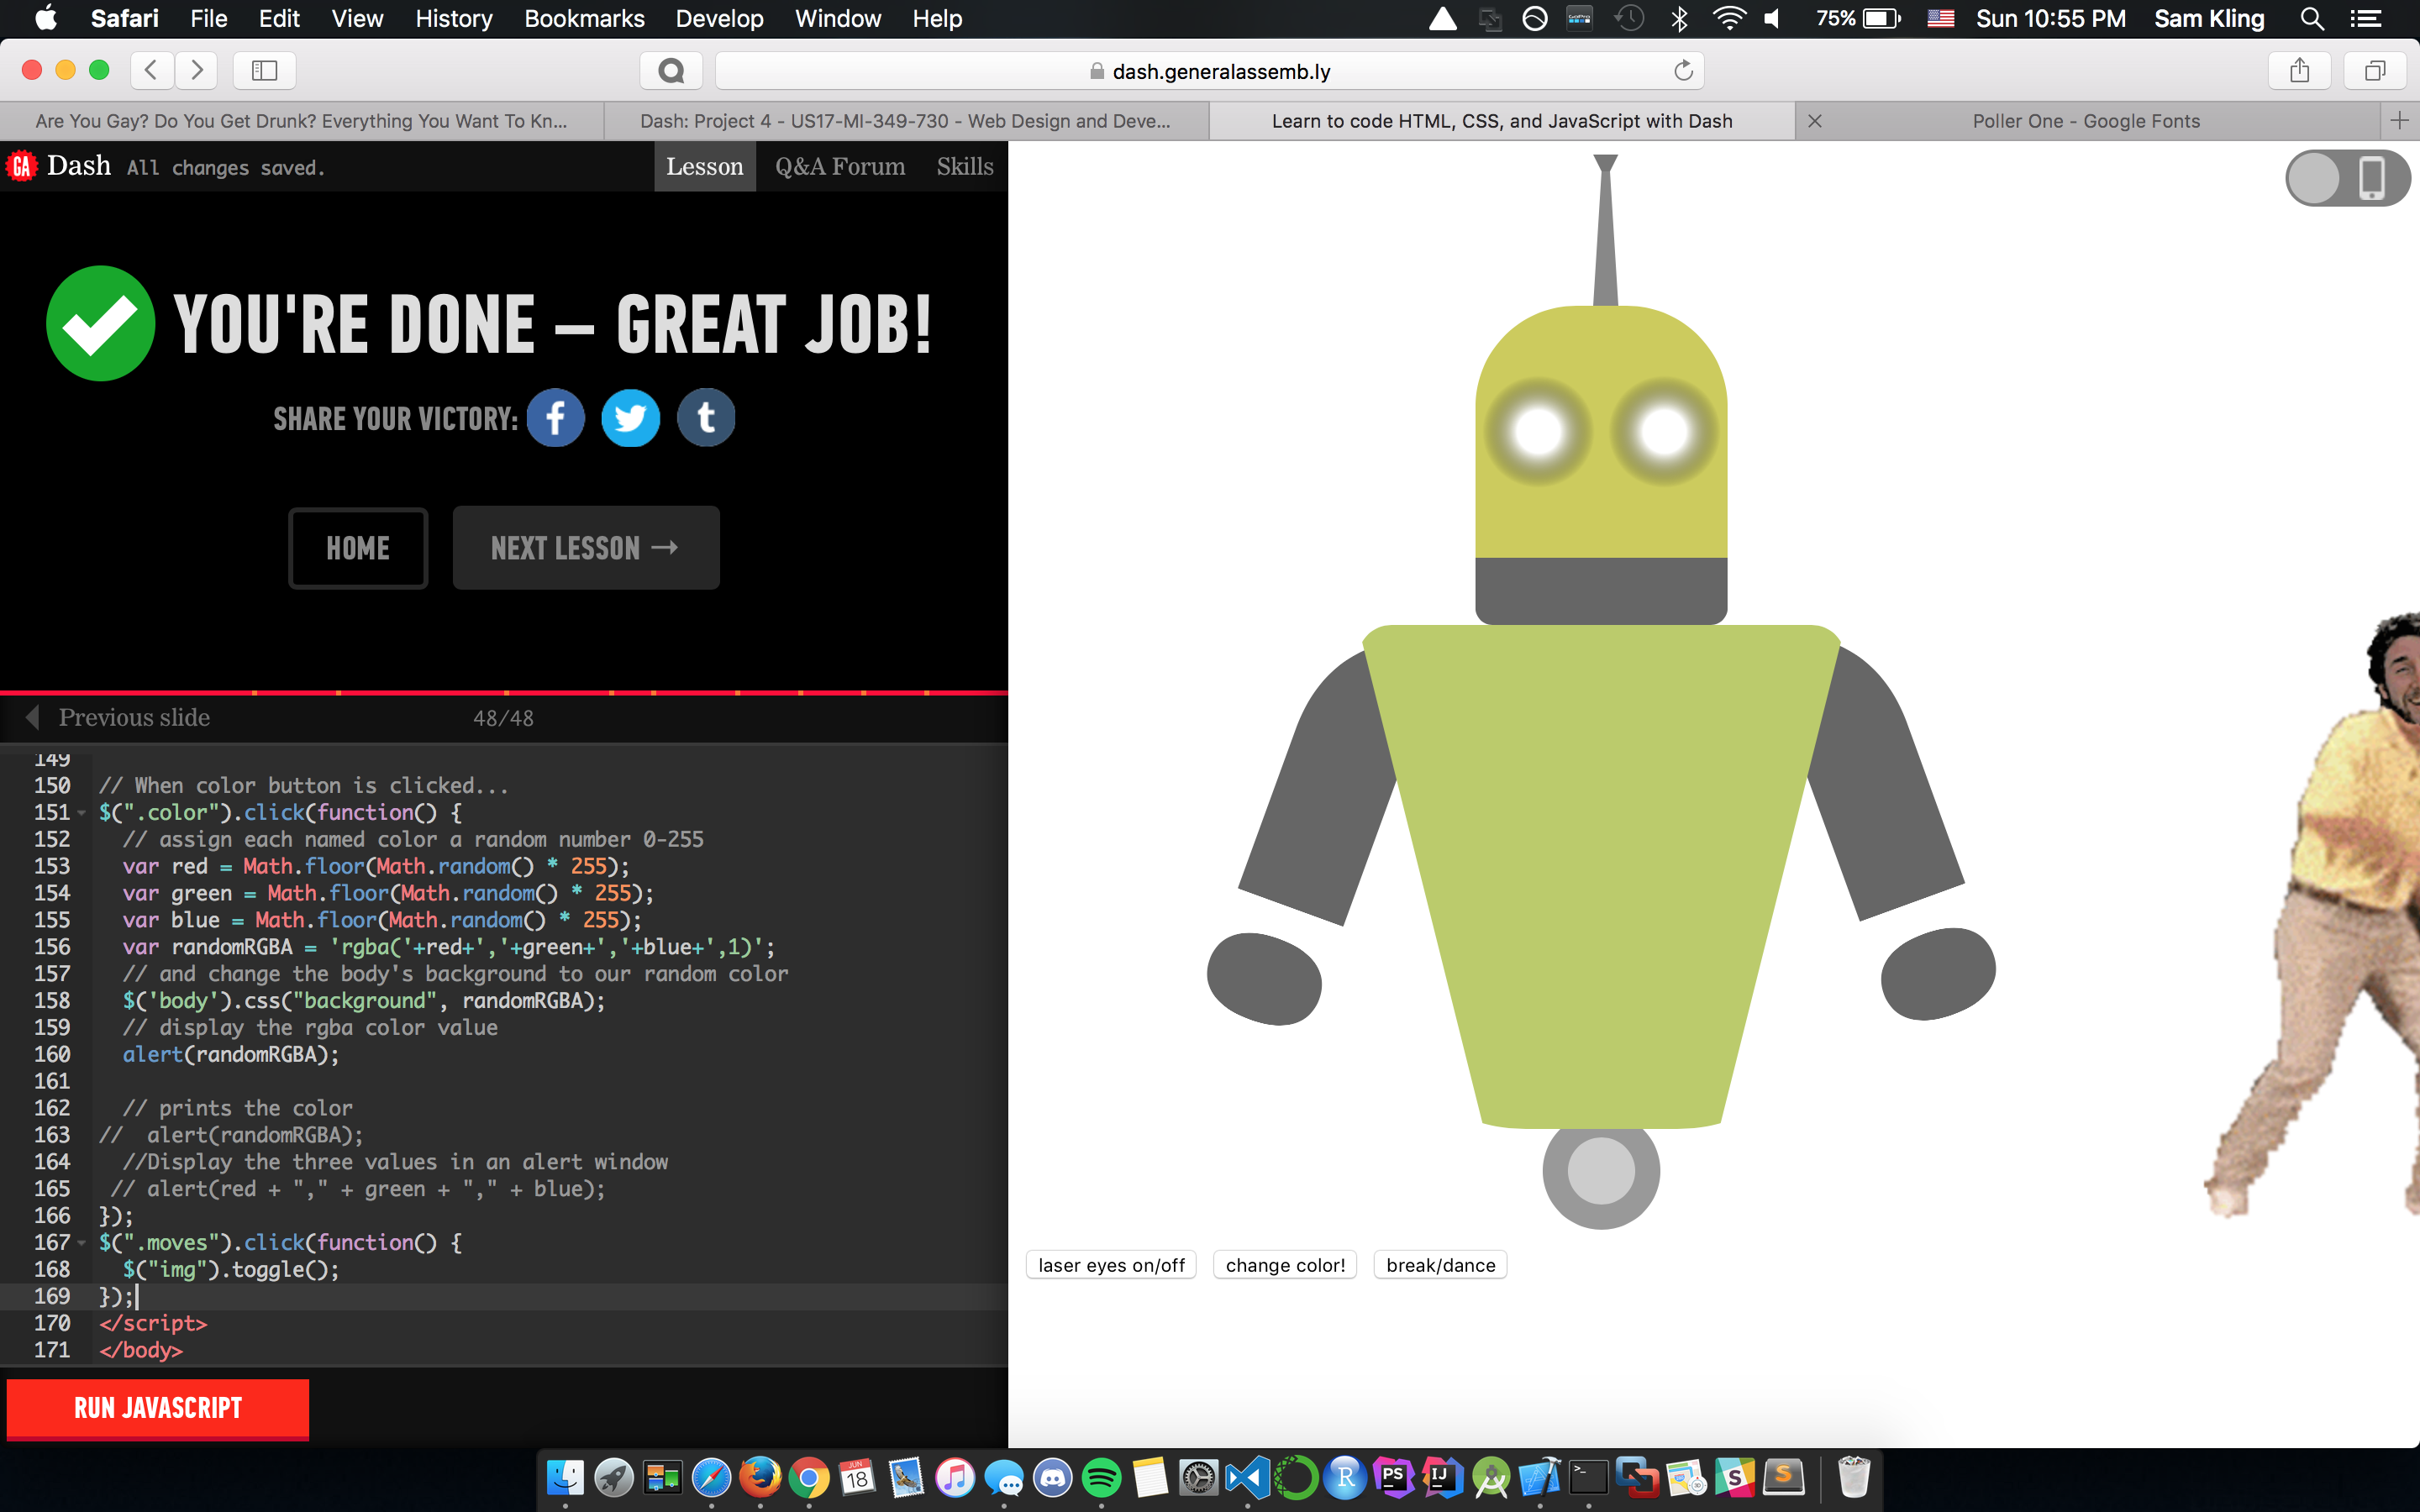 Safari File Edit View History Bookmarks Develop Window Help 75% Sun 10:55 PM Sam Kling
dash.generalassemb.ly
Are You Gay? Do You Get Drunk? Everything You Want To Kn... Dash: Project 4 - US17-MI-349-730 - Web Design and Deve... Learn to code HTML, CSS, and JavaScript with Dash Poller One - Google Fonts
GA Dash All changes saved. Lesson Q&A Forum Skills
YOU'RE DONE – GREAT JOB!
SHARE YOUR VICTORY: f t
HOME NEXT LESSON →
Previous slide 48/48
149
150 // When color button is clicked...
151 $(".color").click(function() {
152 // assign each named color a random number 0-255
153 var red = Math.floor(Math.random() * 255);
154 var green = Math.floor(Math.random() * 255);
155 var blue = Math.floor(Math.random() * 255);
156 var randomRGBA = 'rgba('+red+','+green+','+blue+',1)';
157 // and change the body's background to our random color
158 $('body').css("background", randomRGBA);
159 // display the rgba color value
160 alert(randomRGBA);
161
162 // prints the color
163 // alert(randomRGBA);
164 //Display the three values in an alert window
165 // alert(red + "," + green + "," + blue);
166 });
167 $(".moves").click(function() {
168 $("img").toggle();
169 });
170 </script>
171 </body>
laser eyes on/off change color! break/dance
RUN JAVASCRIPT
JUN
18
R
PS
IJ
S
S